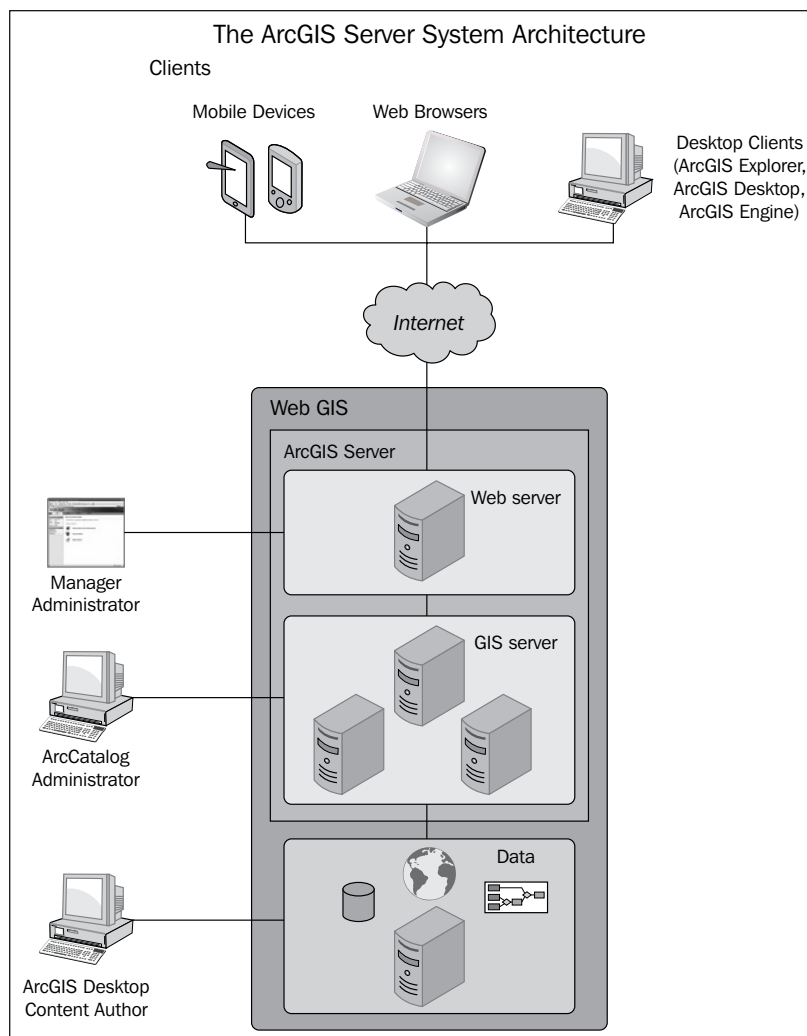 The ArcGIS Server System Architecture
Clients
Mobile Devices
Web Browsers
Desktop Clients
(ArcGIS Explorer,
ArcGIS Desktop,
ArcGIS Engine)
Internet
Web GIS
ArcGIS Server
Web server
Manager
Administrator
GIS server
ArcCatalog
Administrator
Data
ArcGIS Desktop
Content Author